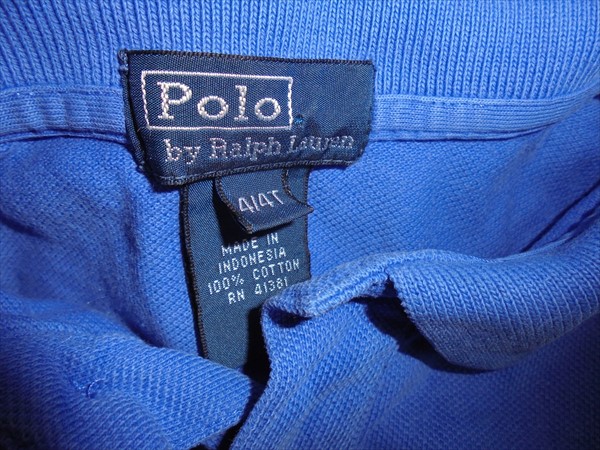 Polo
by Ralph Lauren
4/4T
MADE IN
INDONESIA
100% COTTON
RN 41381